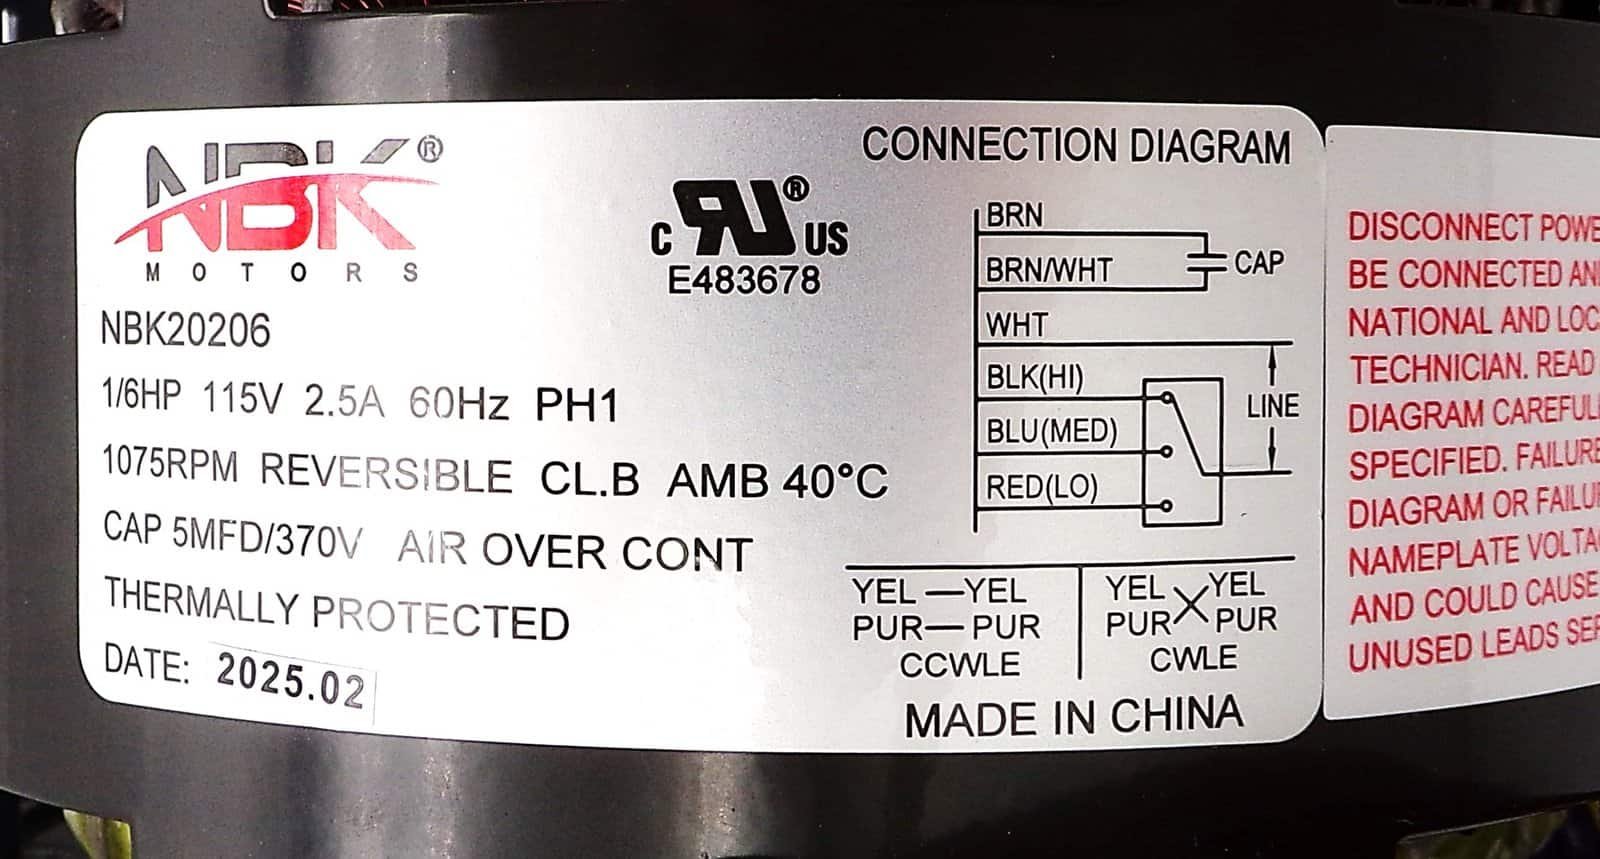 NBK®
MOTORS
NBK20206
1/6HP 115V 2.5A 60Hz PH1
1075RPM REVERSIBLE CL.B AMB 40°C
CAP 5MFD/370V AIR OVER CONT
THERMALLY PROTECTED
DATE: 2025.02
C RU® US
E483678
CONNECTION DIAGRAM
BRN
BRN/WHT
CAP
WHT
BLK(HI)
LINE
BLU(MED)
RED(LO)
YEL—YEL
PUR—PUR
CCWLE
YEL YEL
PUR PUR
CWLE
MADE IN CHINA
DISCONNECT POWE
BE CONNECTED AN
NATIONAL AND LOC
TECHNICIAN. READ
DIAGRAM CAREFUL
SPECIFIED. FAILURE
DIAGRAM OR FAILU
NAMEPLATE VOLTA
AND COULD CAUSE
UNUSED LEADS SEP